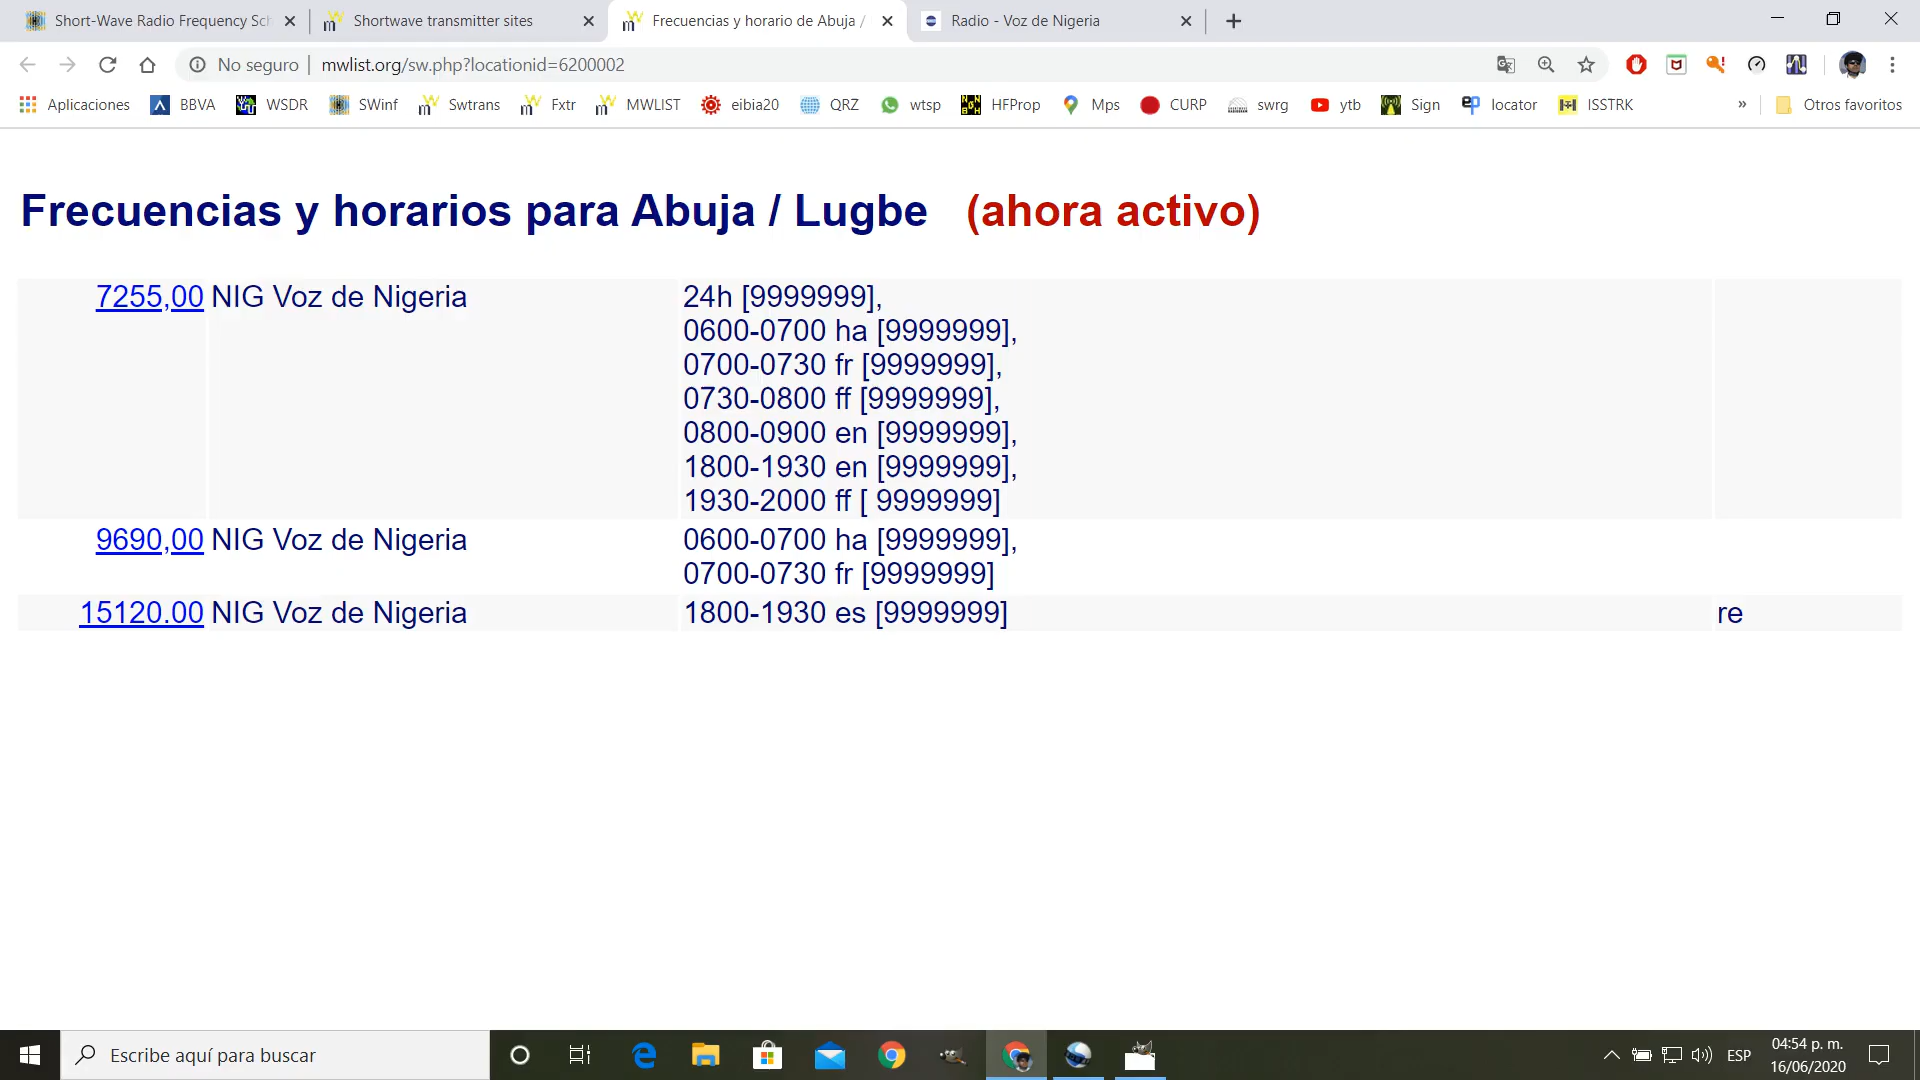 Short-Wave Radio Frequency Sch
Shortwave transmitter sites
Frecuencias y horario de Abuja /
Radio - Voz de Nigeria
No seguro | mwlist.org/sw.php?locationid=6200002
Aplicaciones BBVA WSDR SWinf Swtrans Fxtr MWLIST eibia20 QRZ wtsp HFProp Mps CURP swrg ytb Sign locator ISSTRK » Otros favoritos
Frecuencias y horarios para Abuja / Lugbe (ahora activo)
7255,00 NIG Voz de Nigeria 24h [9999999],
0600-0700 ha [9999999],
0700-0730 fr [9999999],
0730-0800 ff [9999999],
0800-0900 en [9999999],
1800-1930 en [9999999],
1930-2000 ff [ 9999999]
9690,00 NIG Voz de Nigeria 0600-0700 ha [9999999],
0700-0730 fr [9999999]
15120.00 NIG Voz de Nigeria 1800-1930 es [9999999] re
Escribe aquí para buscar
ESP
04:54 p. m.
16/06/2020